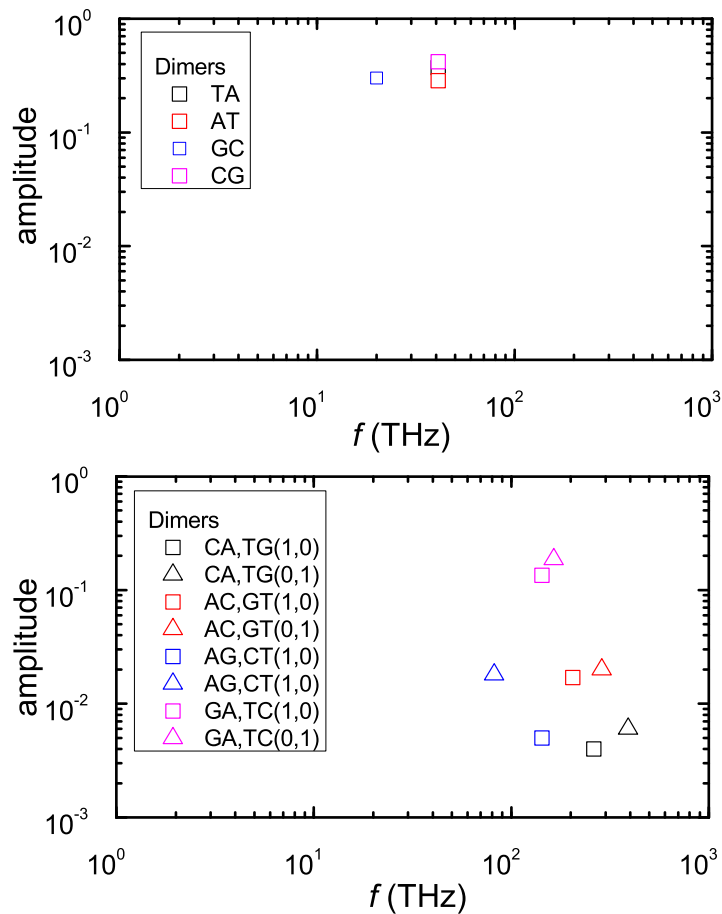 10^0
Dimers
TA
AT
GC
CG
10^-1
amplitude
10^-2
10^-3
10^0 10^1 10^2 10^3
f (THz)
10^0
Dimers
CA,TG(1,0)
CA,TG(0,1)
AC,GT(1,0)
AC,GT(0,1)
AG,CT(1,0)
AG,CT(1,0)
GA,TC(1,0)
GA,TC(0,1)
10^-1
amplitude
10^-2
10^-3
10^0 10^1 10^2 10^3
f (THz)